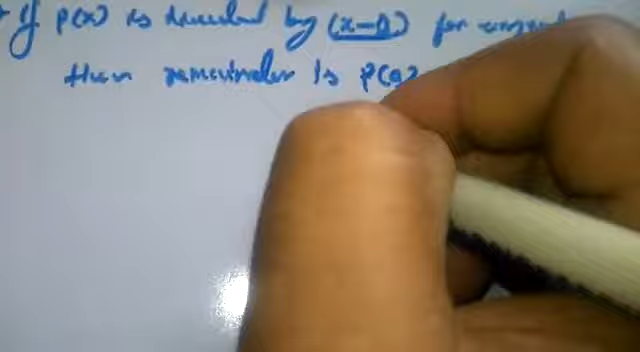 If p(x) is divided by (x-a) for
then remainder is p(a)